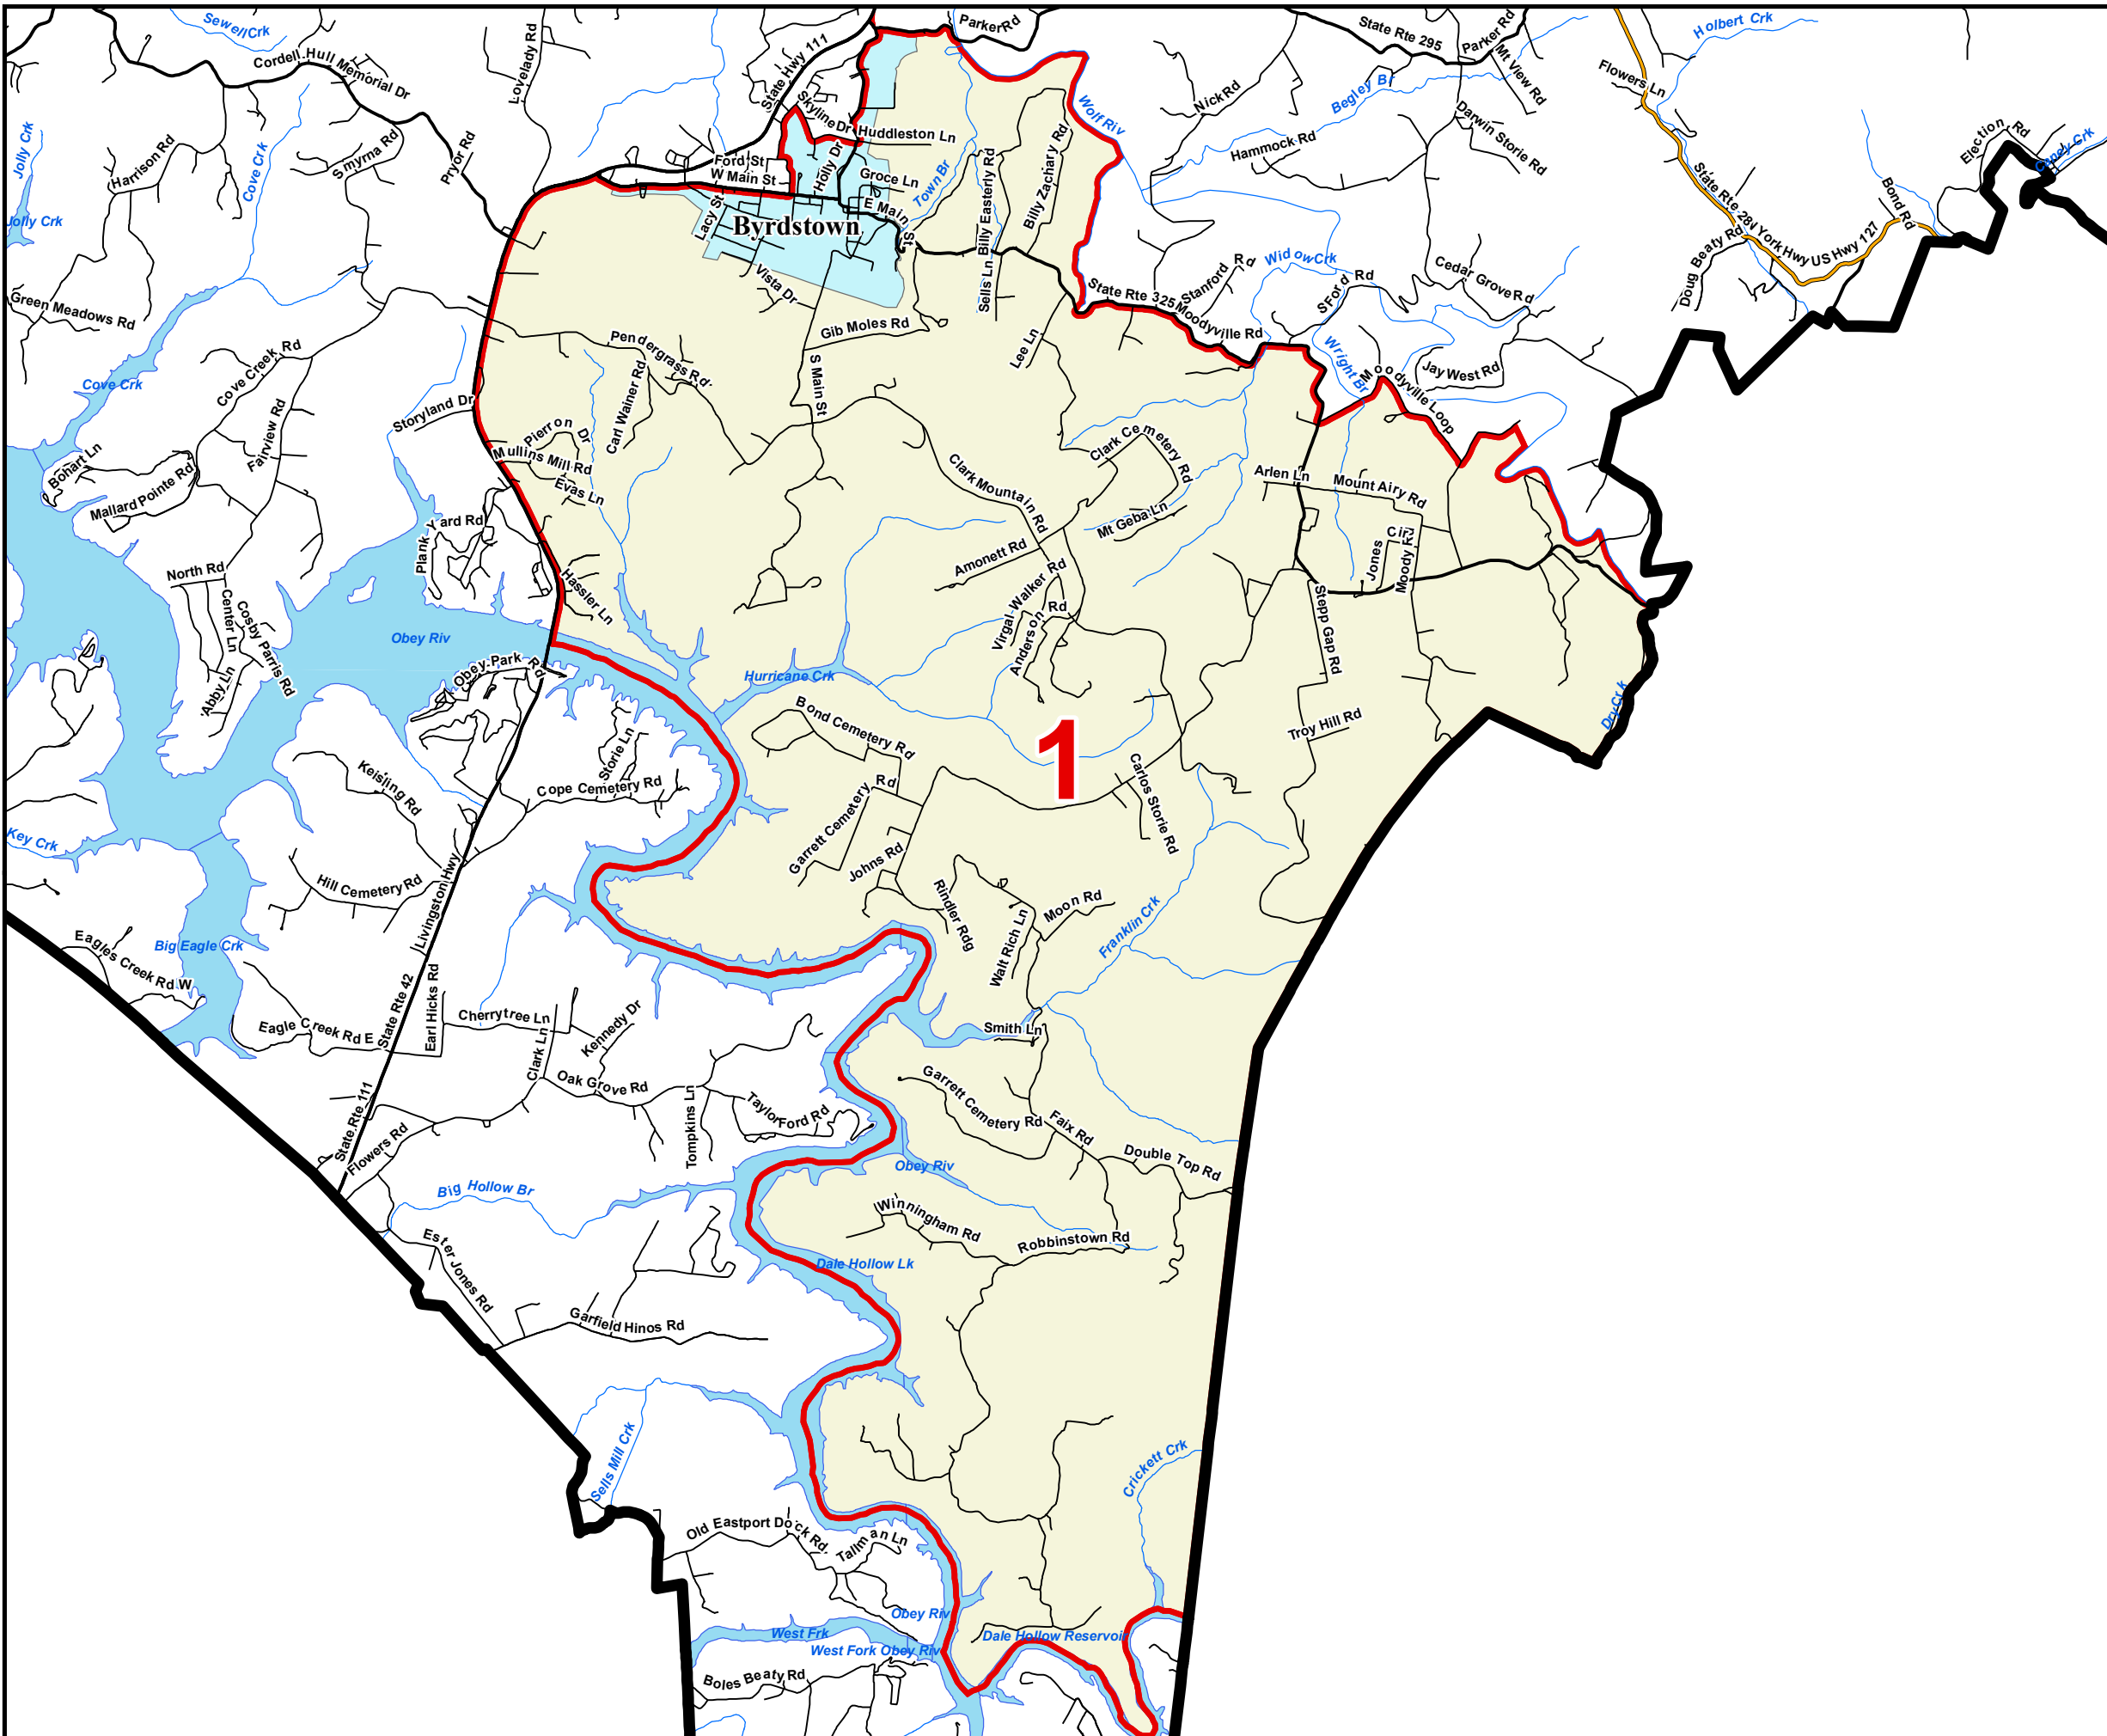 Sewell Crk
Cordell Hull Memorial Dr
Lovelady Rd
State Hwy 111
Parker Rd
State Rte 295
Parker Rd
Mt View Rd
Holbert Crk
Flowers Ln
Jolly Crk
Jolly Crk
Harrison Rd
Cove Crk
Smyrna Rd
Pryor Rd
Skyline Dr
Huddleston Ln
Wolf Riv
Nick Rd
Begley Br
Hammock Rd
Darwin Storie Rd
Election Rd
Caney Crk
Ford St
W Main St
Holly Dr
Groce Ln
Town Br
Billy Easterly Rd
Billy Zachary Rd
State Rte 28
N York Hwy
US Hwy 127
Bond Rd
Lacy St
Byrdstown
E Main St
Sells Ln
Vista Dr
Gib Moles Rd
Widow Crk
Stanford Rd
S Ford Rd
Cedar Grove Rd
Doug Beaty Rd
State Rte 325
Moodyville Rd
Green Meadows Rd
Cove Creek Rd
Cove Crk
Fairview Rd
Storyland Dr
Pendergrass Rd
Carl Wainer Rd
S Main St
Lee Ln
Wright Br
Moodyville Loop
Jay West Rd
Bohart Ln
Mallard Pointe Rd
Pierron Dr
Mullins Mill Rd
Evas Ln
Clark Mountain Rd
Clark Cemetery Rd
Arlen Ln
Mount Airy Rd
Mt Geba Ln
Plank Yard Rd
Amonett Rd
Jones Cir
Moody Rd
North Rd
Center Ln
Cosby Parris Rd
Abby Ln
Hassler Ln
Virgal Walker Rd
Anderson Rd
Stepp Gap Rd
Obey Riv
Obey Park Rd
Hurricane Crk
Dry Crk
Bond Cemetery Rd
1
Troy Hill Rd
Storie Ln
Cope Cemetery Rd
Keisling Rd
Garrett Cemetery Rd
Carlos Storie Rd
Key Crk
Johns Rd
Hill Cemetery Rd
Livingston Hwy
Rindler Rdg
Walt Rich Ln
Moon Rd
Franklin Crk
Eagles Creek Rd W
Big Eagle Crk
State Rte 42
Earl Hicks Rd
Eagle Creek Rd E
Cherrytree Ln
Kennedy Dr
Clark Ln
Smith Ln
Oak Grove Rd
Tompkins Ln
Taylor Ford Rd
Garrett Cemetery Rd
Faix Rd
Double Top Rd
State Rte 111
Flowers Rd
Big Hollow Br
Obey Riv
Winningham Rd
Robbinstown Rd
Ester Jones Rd
Dale Hollow Lk
Garfield Hinos Rd
Sells Mill Crk
Crickett Crk
Old Eastport Dock Rd
Tallman Ln
Obey Riv
West Frk
West Fork Obey Riv
Dale Hollow Reservoir
Boles Beaty Rd